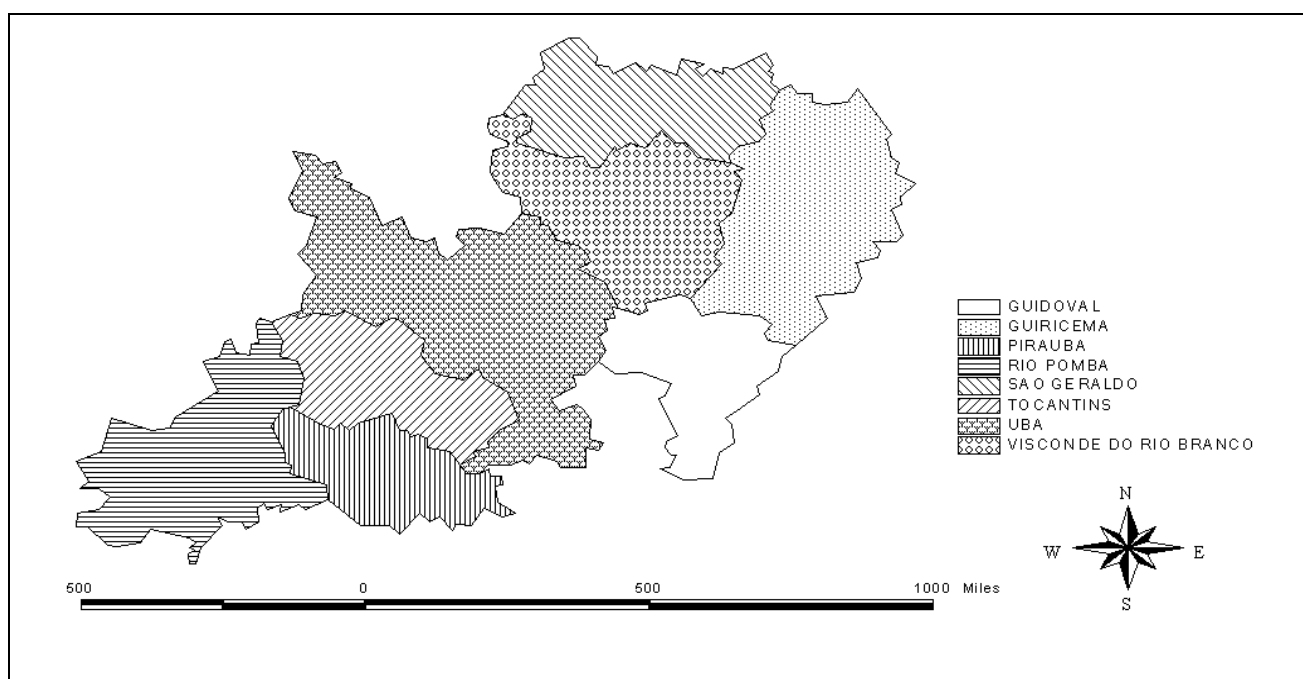 GUIDOVAL
GUIRICEMA
PIRAUBA
RIO POMBA
SAO GERALDO
TOCANTINS
UBA
VISCONDE DO RIO BRANCO
N
W E
S
500 0 500 1000 Miles